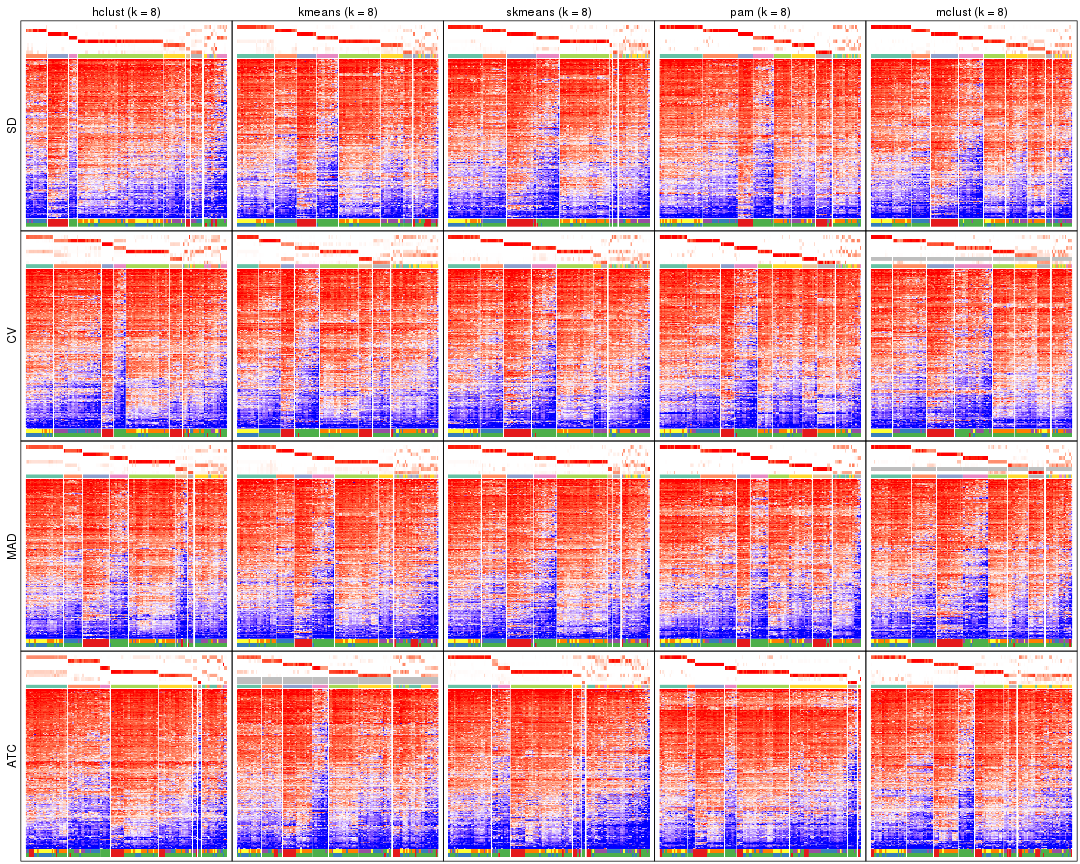 hclust (k = 8)
kmeans (k = 8)
skmeans (k = 8)
pam (k = 8)
mclust (k = 8)
SD
CV
MAD
ATC